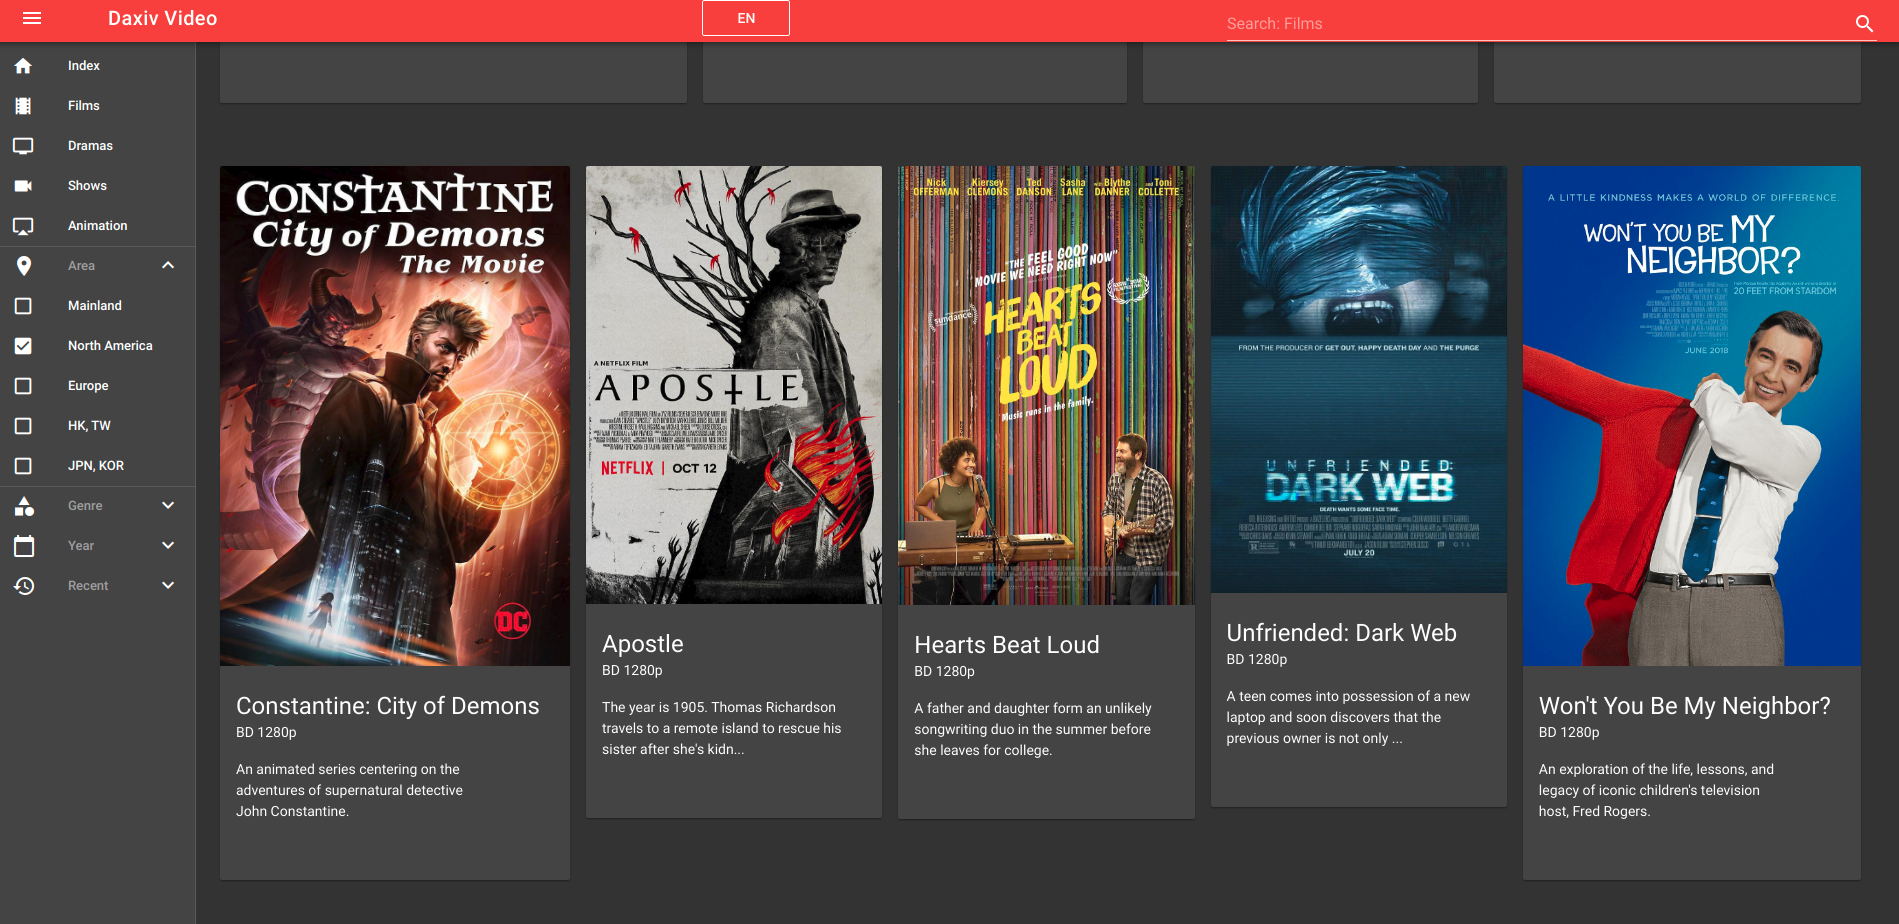 Daxiv Video
EN
Search: Films
Index
Films
Dramas
Shows
Animation
Area
Mainland
North America
Europe
HK, TW
JPN, KOR
Genre
Year
Recent
CONSTANTINE
City of Demons
The Movie
DC
Constantine: City of Demons
BD 1280p
An animated series centering on the
adventures of supernatural detective
John Constantine.
A NETFLIX FILM
APOSTLE
NETFLIX | OCT 12
Apostle
BD 1280p
The year is 1905. Thomas Richardson
travels to a remote island to rescue his
sister after she's kidn...
Nick OFFERMAN Kiersey CLEMONS Ted DANSON Sasha LANE with Blythe DANNER and Toni COLLETTE
"THE FEEL GOOD
MOVIE WE NEED RIGHT NOW"
sundance
HEARTS
BEAT
LOUD
Music runs in the family.
Hearts Beat Loud
BD 1280p
A father and daughter form an unlikely
songwriting duo in the summer before
she leaves for college.
FROM THE PRODUCER OF GET OUT, HAPPY DEATH DAY AND THE PURGE
UNFRIENDED:
DARK WEB
DEATH WANTS SOME FACE TIME.
JULY 20
Unfriended: Dark Web
BD 1280p
A teen comes into possession of a new
laptop and soon discovers that the
previous owner is not only ...
A LITTLE KINDNESS MAKES A WORLD OF DIFFERENCE.
WON'T YOU BE MY
NEIGHBOR?
20 FEET FROM STARDOM
JUNE 2018
Won't You Be My Neighbor?
BD 1280p
An exploration of the life, lessons, and
legacy of iconic children's television
host, Fred Rogers.